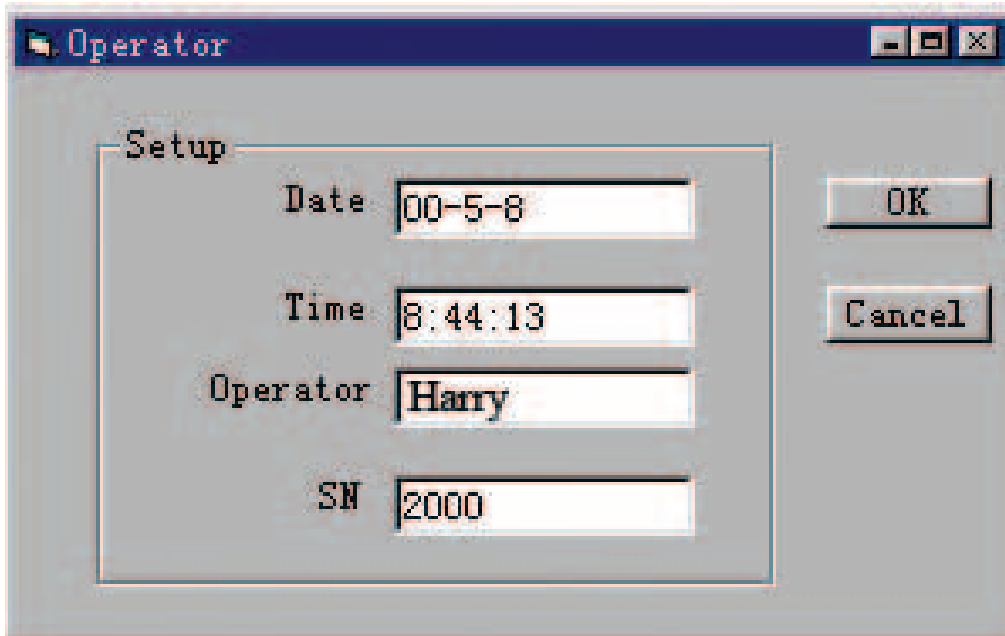 Operator
Setup
Date 00-5-8
OK
Time 8:44:13
Cancel
Operator Harry
SN 2000